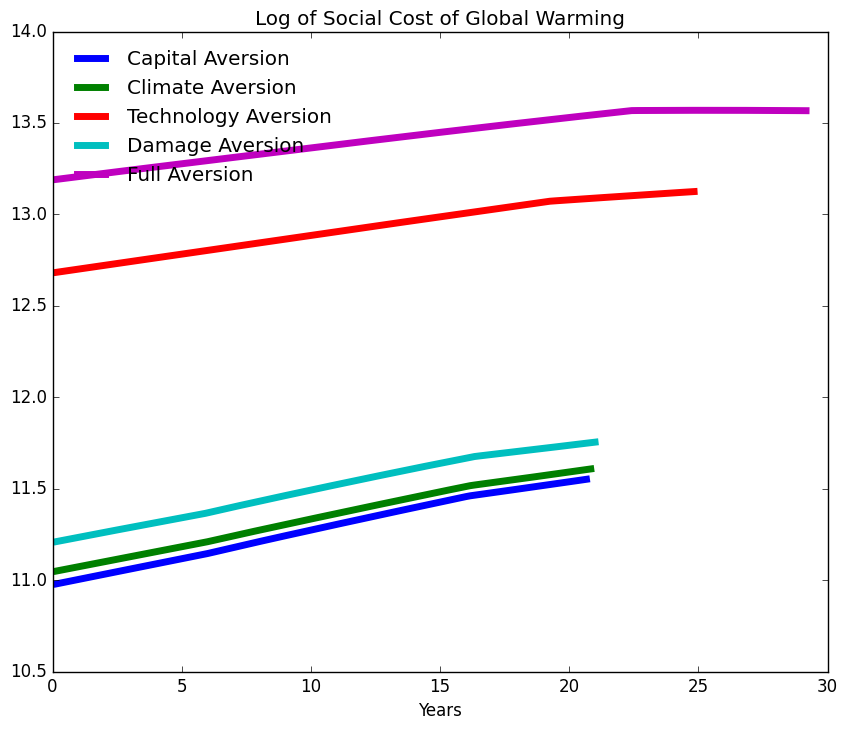 Log of Social Cost of Global Warming
14.0
13.5
13.0
12.5
12.0
11.5
11.0
10.5
Capital Aversion
Climate Aversion
Technology Aversion
Damage Aversion
Full Aversion
0 5 10 15 20 25 30
Years